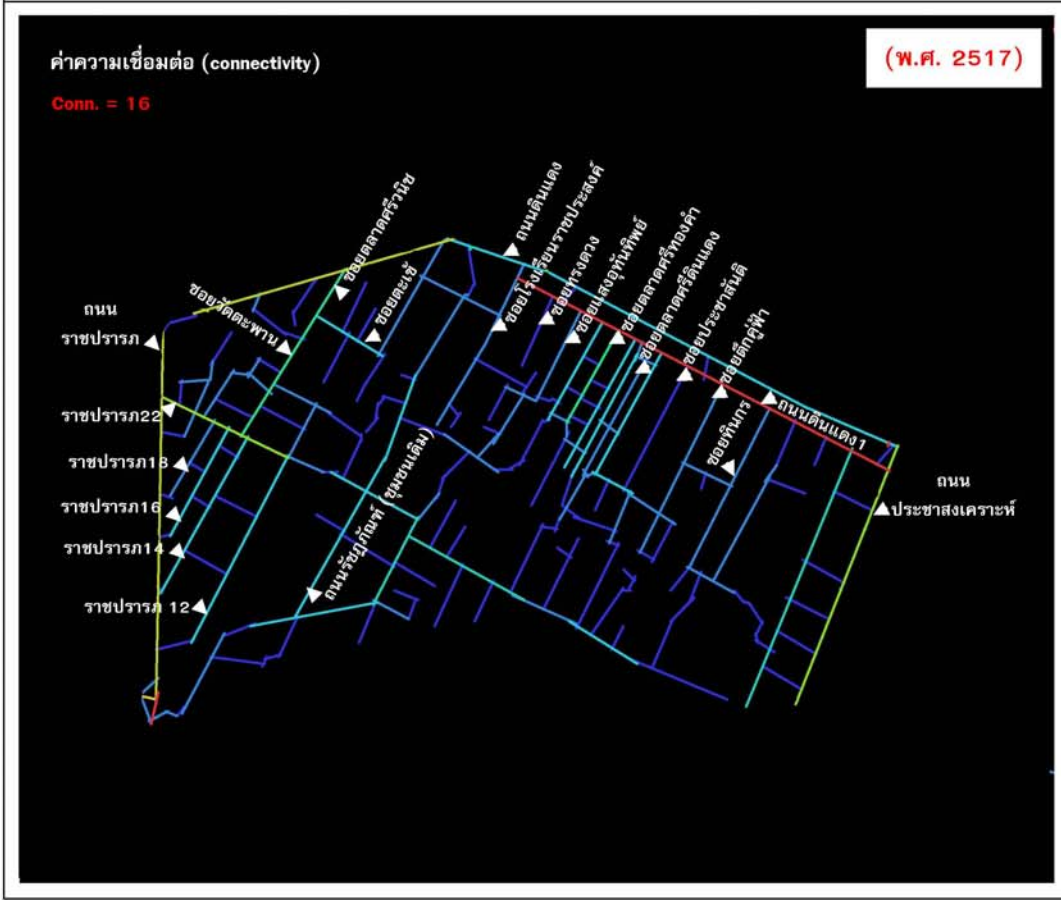 ค่าความเชื่อมต่อ (connectivity)
(พ.ศ. 2517)
Conn. = 16
ถนนดินแดง
ซอยโรงเรียนราชประสงค์
ซอยทรงดวง
ซอยแสงอุทันทิพย์
ซอยตลาดศรีทองคำ
ซอยตลาดศรีดินแดง
ซอยประชาสันติ
ซอยตึกคู่ฟ้า
ซอยตลาดศรีวนิช
ซอยตะเข้
ซอยวัดตะพาน
ถนน
ราชปรารภ
ราชปรารภ22
ราชปรารภ18
ราชปรารภ16
ราชปรารภ14
ราชปรารภ 12
ถนนรัชฎภัณฑ์ (ชุมชนเดิม)
ซอยทินกร
ถนนดินแดง1
ถนน
ประชาสงเคราะห์